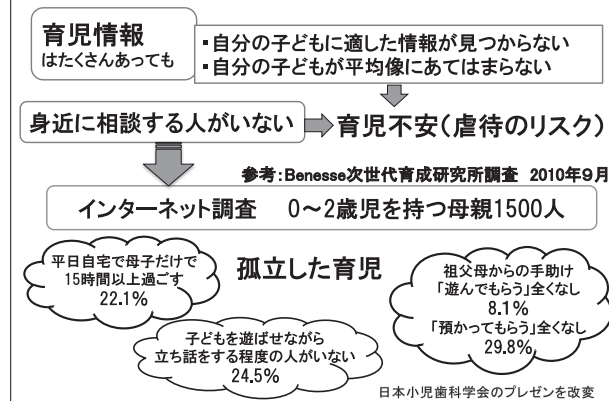 育児情報
はたくさんあっても
・自分の子どもに適した情報が見つからない
・自分の子どもが平均像にあてはまらない
身近に相談する人がいない
育児不安(虐待のリスク)
参考:Benesse次世代育成研究所調査 2010年9月
インターネット調査 0~2歳児を持つ母親1500人
平日自宅で母子だけで
15時間以上過ごす
22.1%
孤立した育児
祖父母からの手助け
「遊んでもらう」全くなし
8.1%
「預かってもらう」全くなし
29.8%
子どもを遊ばせながら
立ち話をする程度の人がいない
24.5%
日本小児歯科学会のプレゼンを改変